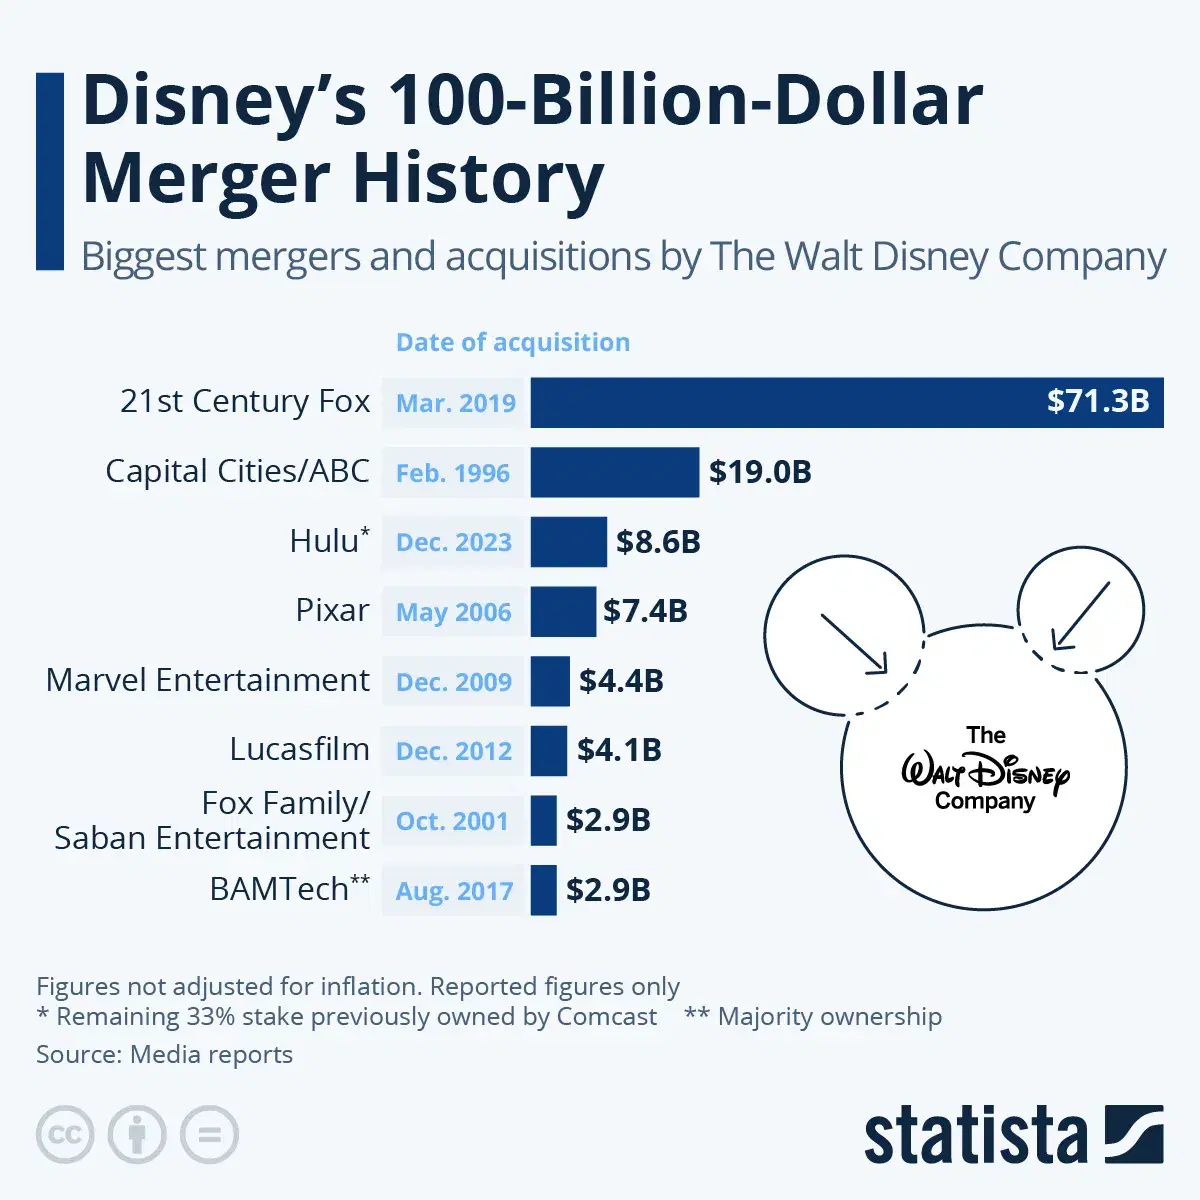 Disney’s 100-Billion-Dollar
Merger History
Biggest mergers and acquisitions by The Walt Disney Company
Date of acquisition
21st Century Fox Mar. 2019 $71.3B
Capital Cities/ABC Feb. 1996 $19.0B
Hulu* Dec. 2023 $8.6B
Pixar May 2006 $7.4B
Marvel Entertainment Dec. 2009 $4.4B
Lucasfilm Dec. 2012 $4.1B
Fox Family/
Saban Entertainment Oct. 2001 $2.9B
BAMTech** Aug. 2017 $2.9B
The
WALT DISNEY
Company
Figures not adjusted for inflation. Reported figures only
* Remaining 33% stake previously owned by Comcast ** Majority ownership
Source: Media reports
cc
statista